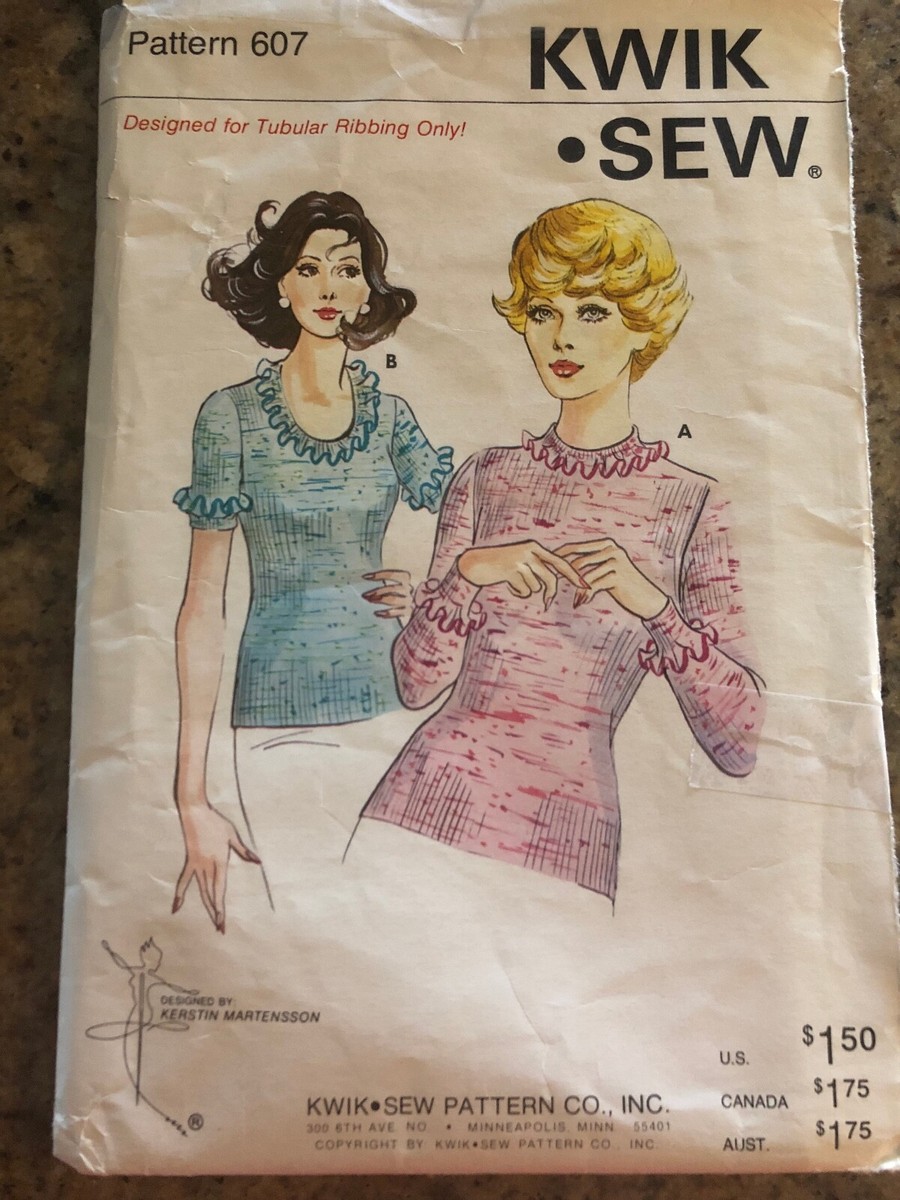 Pattern 607
KWIK
•SEW®
Designed for Tubular Ribbing Only!
B
A
DESIGNED BY:
KERSTIN MARTENSSON
®
U.S. $1.50
CANADA $1.75
AUST. $1.75
KWIK•SEW PATTERN CO., INC.
300 6TH AVE. NO. • MINNEAPOLIS, MINN 55401
COPYRIGHT BY KWIK•SEW PATTERN CO., INC.